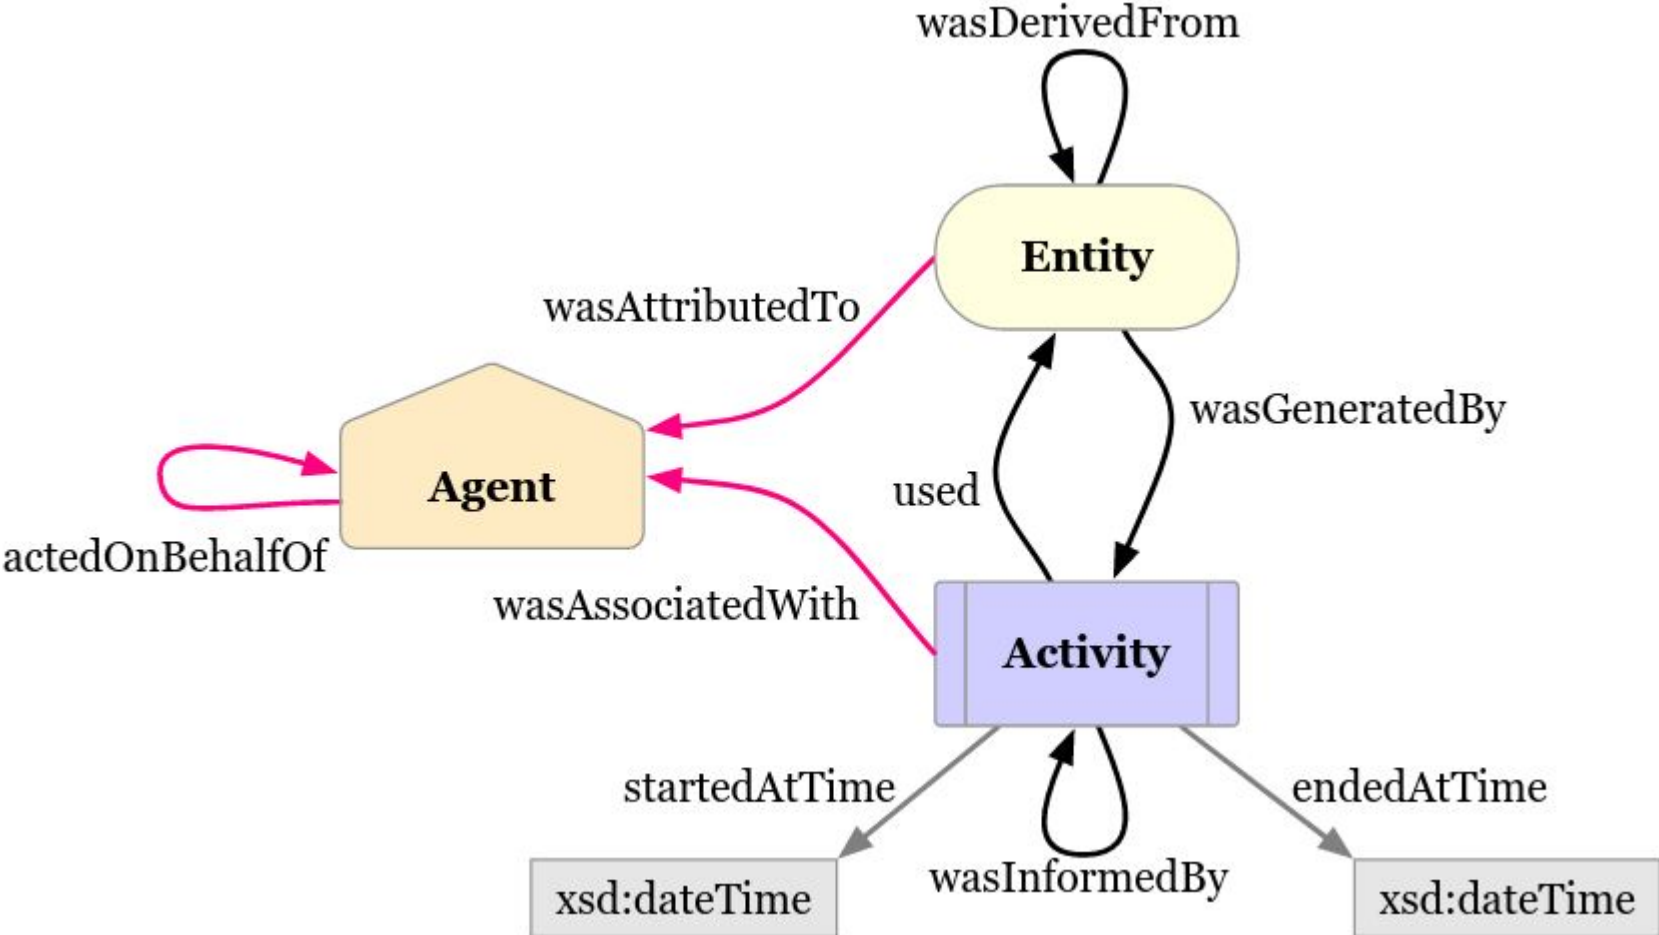 wasDerivedFrom
Entity
wasAttributedTo
wasGeneratedBy
used
Agent
actedOnBehalfOf
wasAssociatedWith
Activity
startedAtTime
endedAtTime
wasInformedBy
xsd:dateTime
xsd:dateTime